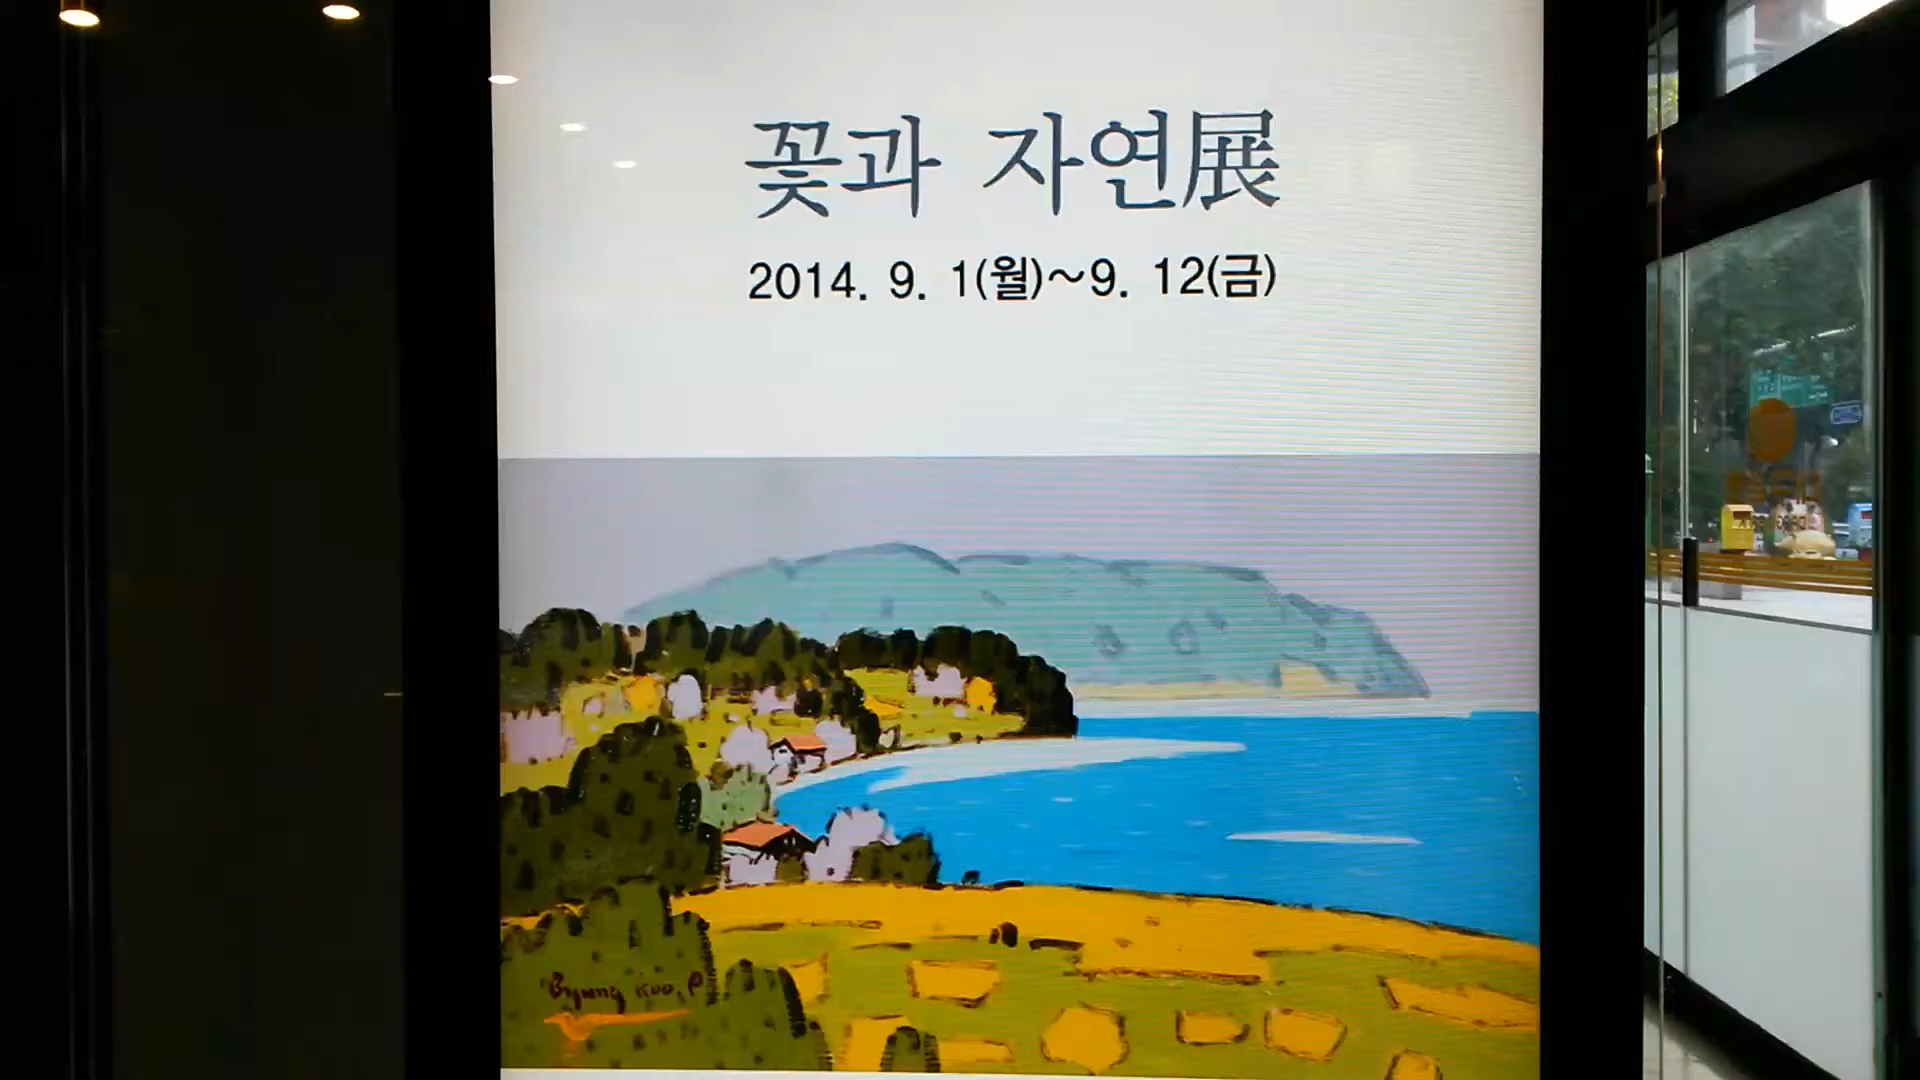 꽃과 자연展
2014. 9. 1(월)~9. 12(금)
Byung Koo, P